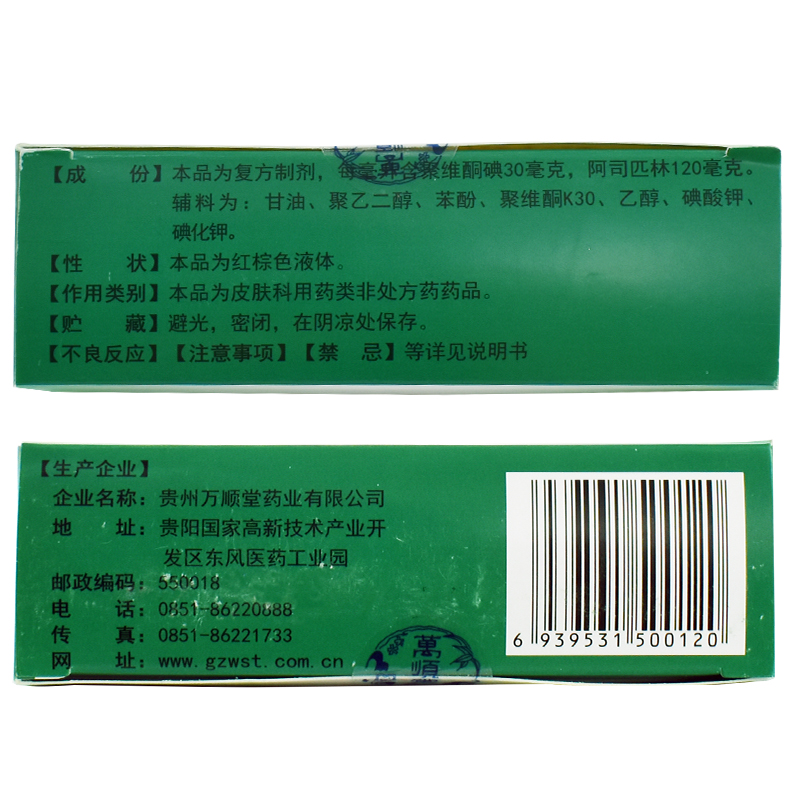 【成　份】本品为复方制剂，每毫升含聚维酮碘30毫克，阿司匹林120毫克。
辅料为：甘油、聚乙二醇、苯酚、聚维酮K30、乙醇、碘酸钾、
碘化钾。
【性　状】本品为红棕色液体。
【作用类别】本品为皮肤科用药类非处方药药品。
【贮　藏】避光，密闭，在阴凉处保存。
【不良反应】【注意事项】【禁　忌】等详见说明书
【生产企业】
企业名称：贵州万顺堂药业有限公司
地　址：贵阳国家高新技术产业开
发区东风医药工业园
邮政编码：550018
电　话：0851-86220888
传　真：0851-86221733
网　址：www.gzwst.com.cn
6 939531 500120
萬順